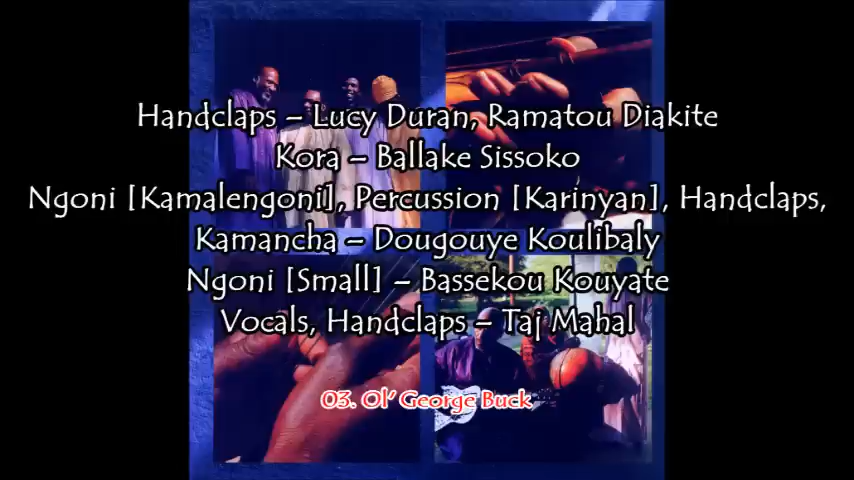 Handclaps – Lucy Duran, Ramatou Diakite
Kora – Ballake Sissoko
Ngoni [Kamalengoni], Percussion [Karinyan], Handclaps,
Kamancha – Dougouye Koulibaly
Ngoni [Small] – Bassekou Kouyate
Vocals, Handclaps – Taj Mahal
03. Ol' George Buck